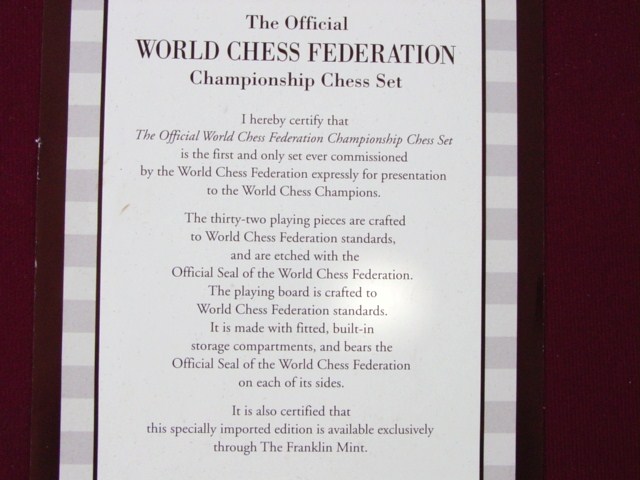 The Official
WORLD CHESS FEDERATION
Championship Chess Set
I hereby certify that
The Official World Chess Federation Championship Chess Set
is the first and only set ever commissioned
by the World Chess Federation expressly for presentation
to the World Chess Champions.
The thirty-two playing pieces are crafted
to World Chess Federation standards,
and are etched with the
Official Seal of the World Chess Federation.
The playing board is crafted to
World Chess Federation standards.
It is made with fitted, built-in
storage compartments, and bears the
Official Seal of the World Chess Federation
on each of its sides.
It is also certified that
this specially imported edition is available exclusively
through The Franklin Mint.